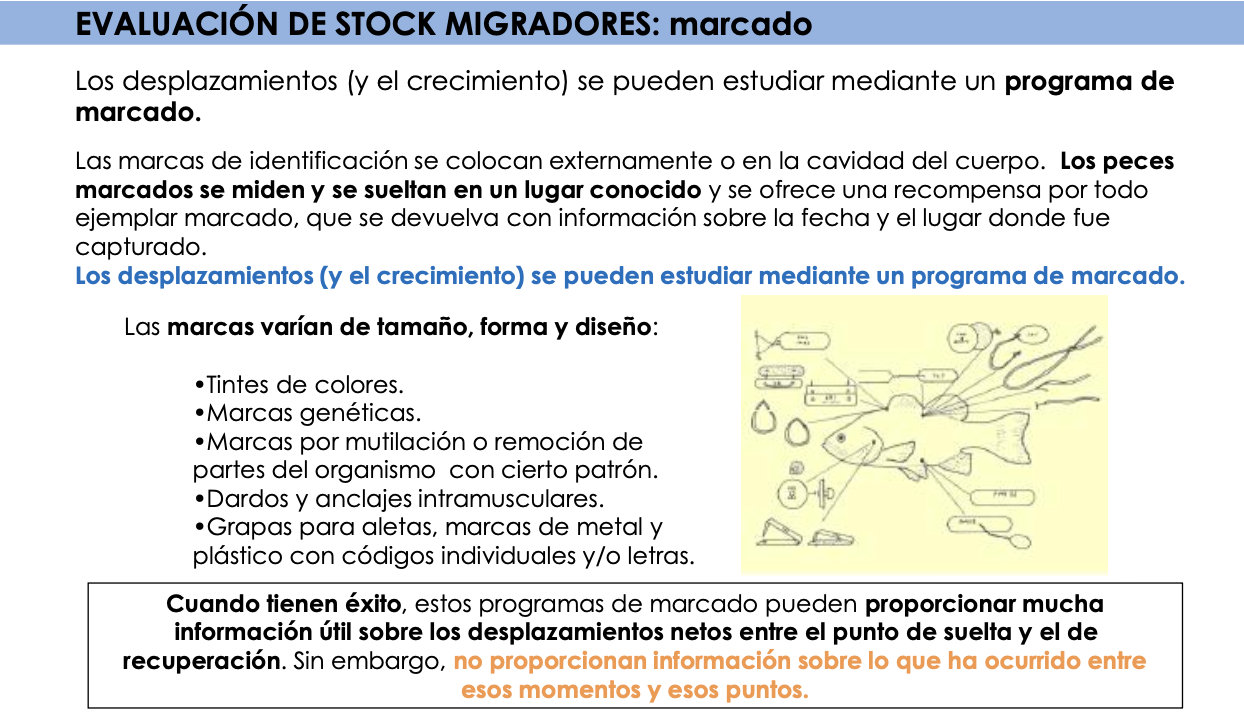 EVALUACIÓN DE STOCK MIGRADORES: marcado
Los desplazamientos (y el crecimiento) se pueden estudiar mediante un programa de
marcado.
Las marcas de identificación se colocan externamente o en la cavidad del cuerpo.  Los peces
marcados se miden y se sueltan en un lugar conocido y se ofrece una recompensa por todo
ejemplar marcado, que se devuelva con información sobre la fecha y el lugar donde fue
capturado.
Los desplazamientos (y el crecimiento) se pueden estudiar mediante un programa de marcado.
Las marcas varían de tamaño, forma y diseño:
•Tintes de colores.
•Marcas genéticas.
•Marcas por mutilación o remoción de
partes del organismo  con cierto patrón.
•Dardos y anclajes intramusculares.
•Grapas para aletas, marcas de metal y
plástico con códigos individuales y/o letras.
Cuando tienen éxito, estos programas de marcado pueden proporcionar mucha
información útil sobre los desplazamientos netos entre el punto de suelta y el de
recuperación. Sin embargo, no proporcionan información sobre lo que ha ocurrido entre
esos momentos y esos puntos.